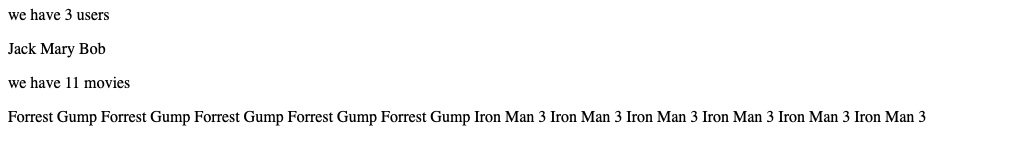 we have 3 users
Jack Mary Bob
we have 11 movies
Forrest Gump Forrest Gump Forrest Gump Forrest Gump Forrest Gump Iron Man 3 Iron Man 3 Iron Man 3 Iron Man 3 Iron Man 3 Iron Man 3